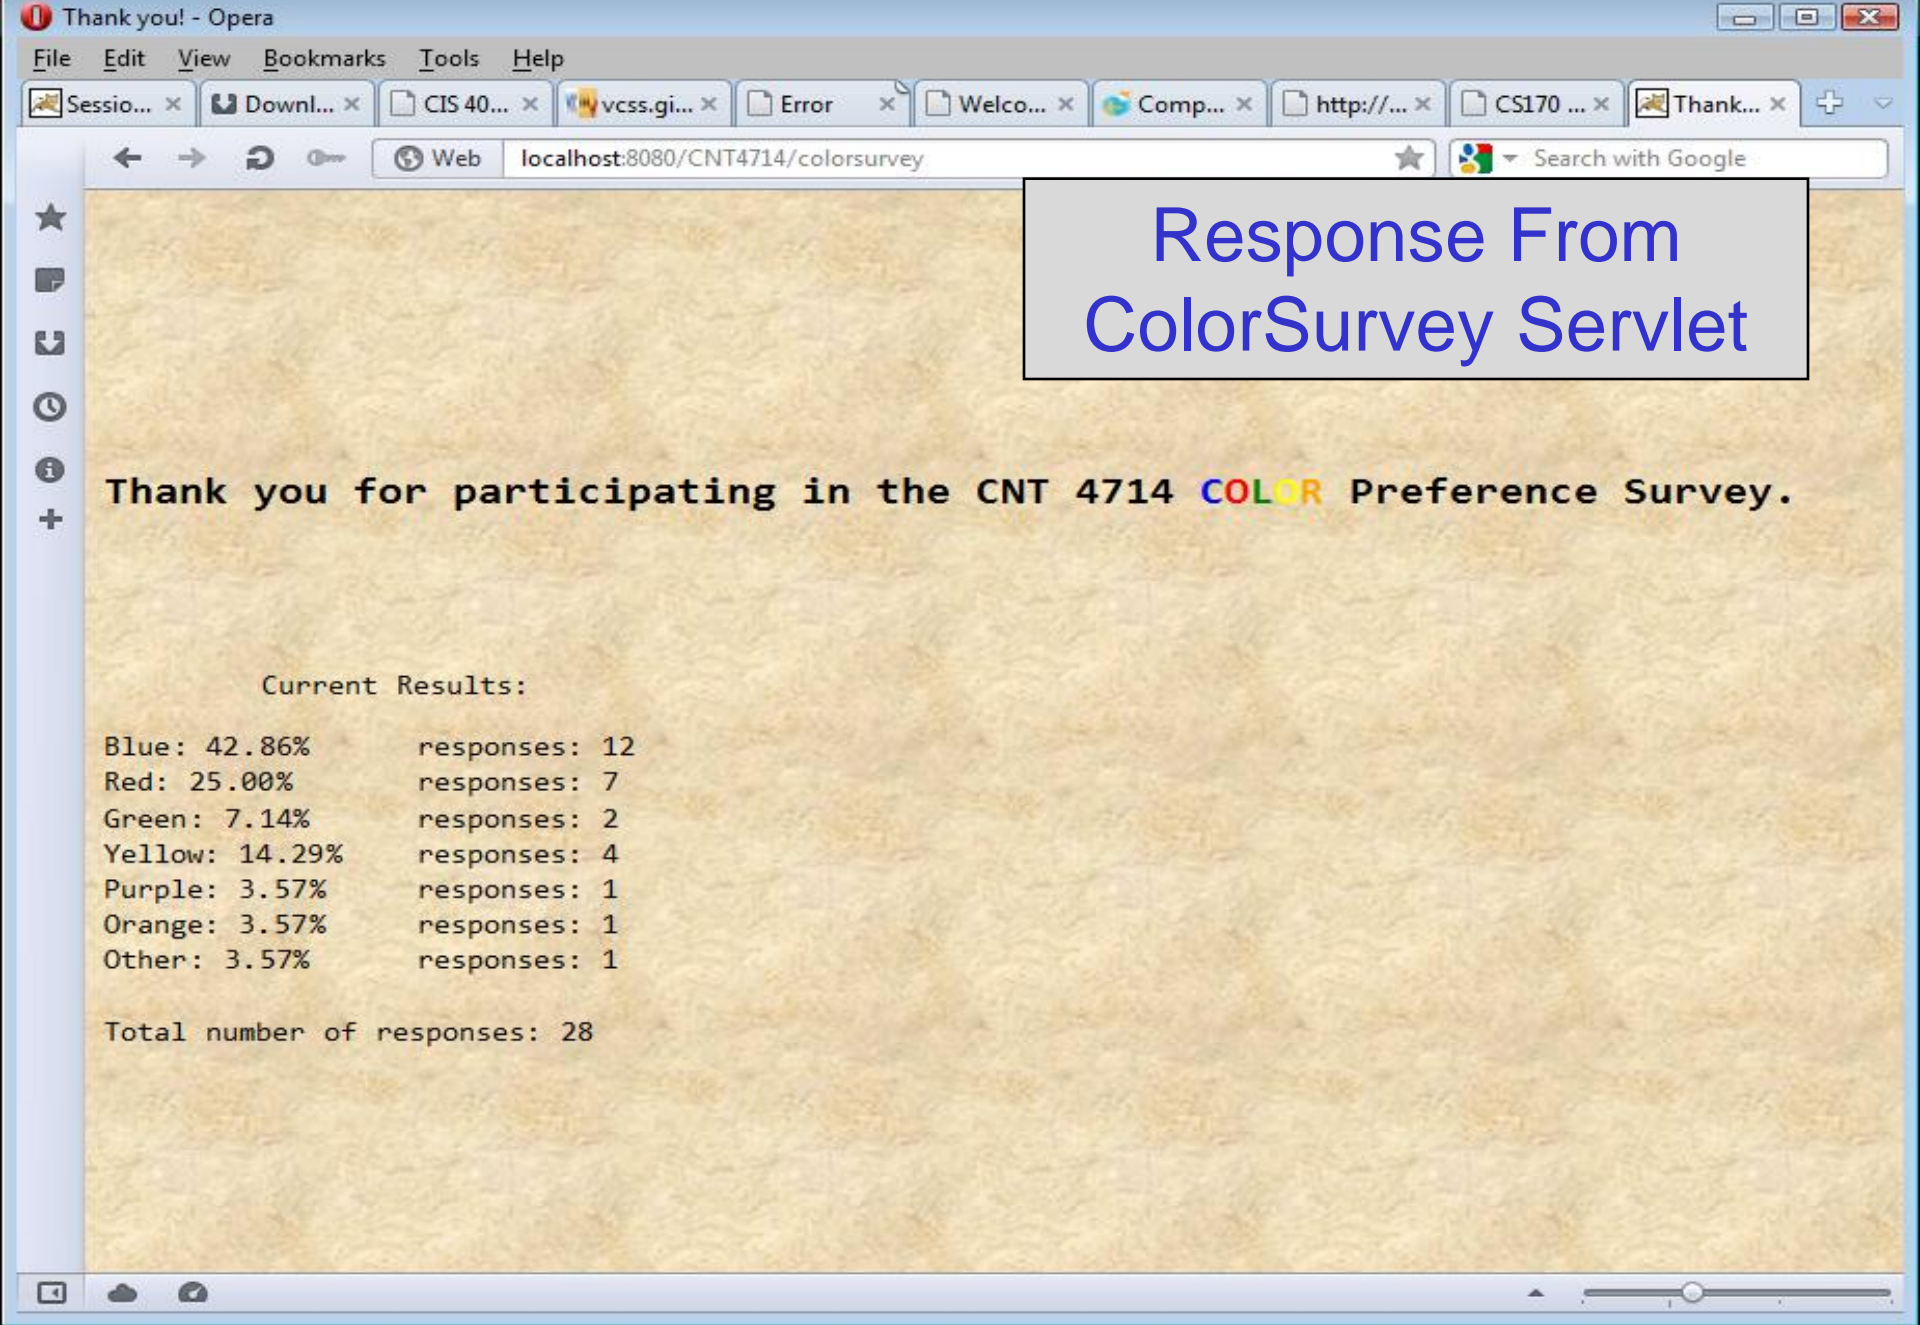 Thank you! - Opera
File Edit View Bookmarks Tools Help
Sessio... Downl... CIS 40... vcss.gi... Error Welco... Comp... http://... CS170 ... Thank...
Web localhost:8080/CNT4714/colorsurvey Search with Google
Response From
ColorSurvey Servlet
Thank you for participating in the CNT 4714 COLOR Preference Survey.
Current Results:
Blue: 42.86% responses: 12
Red: 25.00% responses: 7
Green: 7.14% responses: 2
Yellow: 14.29% responses: 4
Purple: 3.57% responses: 1
Orange: 3.57% responses: 1
Other: 3.57% responses: 1
Total number of responses: 28